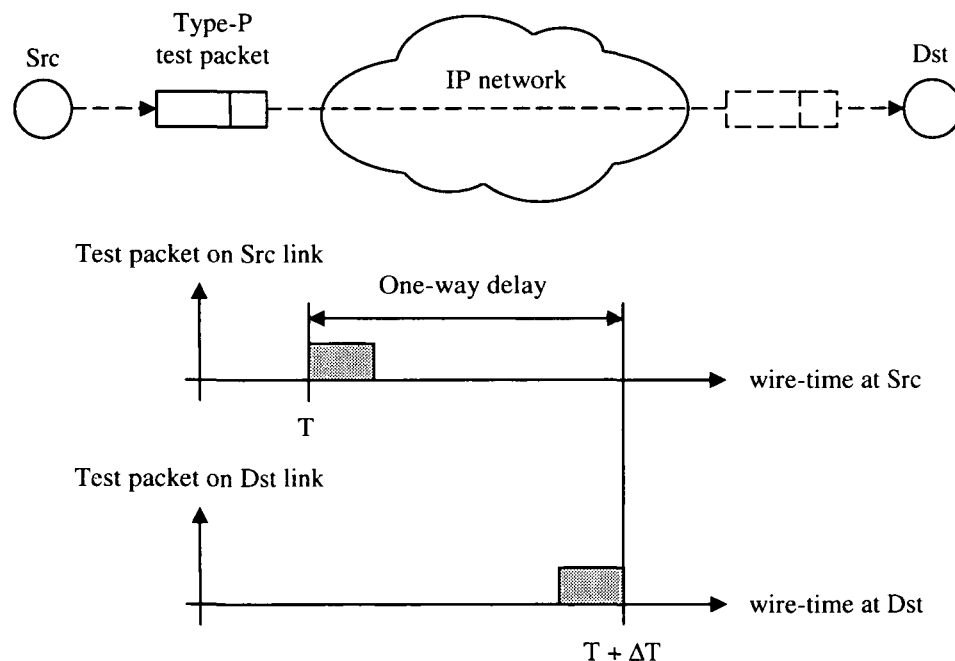 Type-P
test packet
Src
Dst
IP network
Test packet on Src link
One-way delay
wire-time at Src
T
Test packet on Dst link
wire-time at Dst
T + ΔT